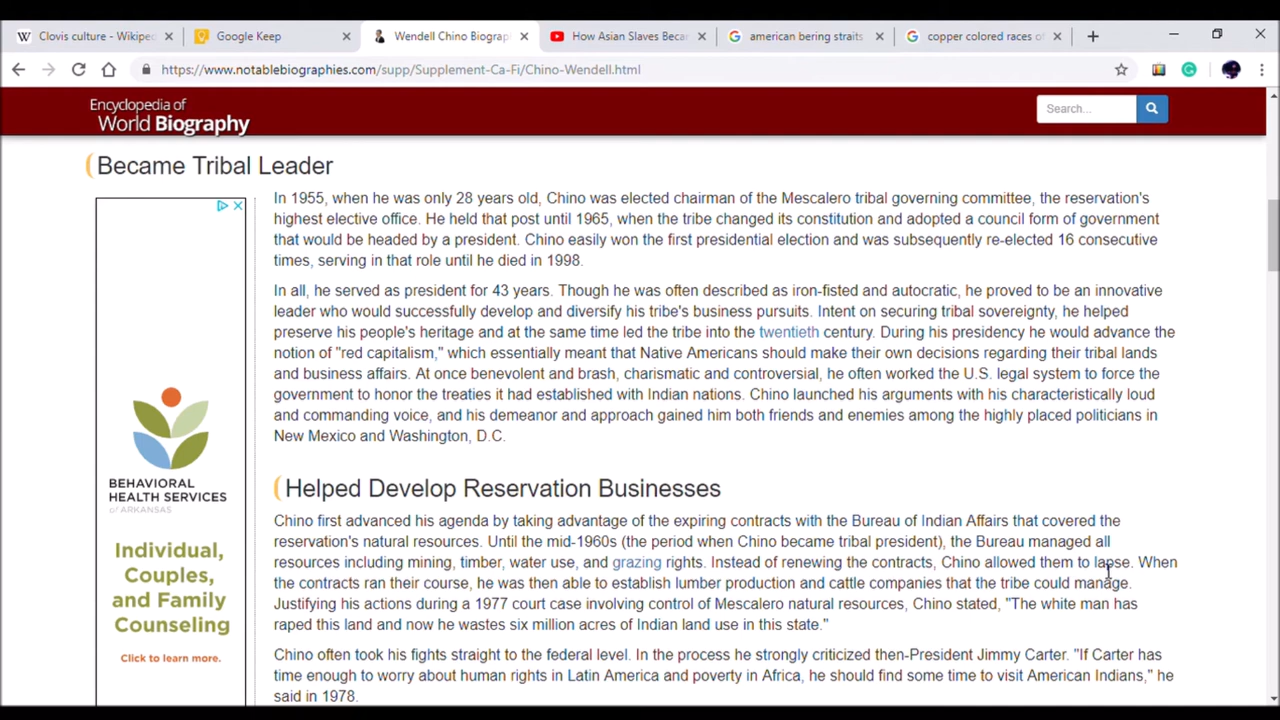 Clovis culture - Wikipec
Google Keep
Wendell Chino Biograp
How Asian Slaves Becar
american bering straits
copper colored races of
https://www.notablebiographies.com/supp/Supplement-Ca-Fi/Chino-Wendell.html
Encyclopedia of
World Biography
Search...
Became Tribal Leader
In 1955, when he was only 28 years old, Chino was elected chairman of the Mescalero tribal governing committee, the reservation's
highest elective office. He held that post until 1965, when the tribe changed its constitution and adopted a council form of government
that would be headed by a president. Chino easily won the first presidential election and was subsequently re-elected 16 consecutive
times, serving in that role until he died in 1998.
In all, he served as president for 43 years. Though he was often described as iron-fisted and autocratic, he proved to be an innovative
leader who would successfully develop and diversify his tribe's business pursuits. Intent on securing tribal sovereignty, he helped
preserve his people's heritage and at the same time led the tribe into the twentieth century. During his presidency he would advance the
notion of "red capitalism," which essentially meant that Native Americans should make their own decisions regarding their tribal lands
and business affairs. At once benevolent and brash, charismatic and controversial, he often worked the U.S. legal system to force the
government to honor the treaties it had established with Indian nations. Chino launched his arguments with his characteristically loud
and commanding voice, and his demeanor and approach gained him both friends and enemies among the highly placed politicians in
New Mexico and Washington, D.C.
BEHAVIORAL
HEALTH SERVICES
OF ARKANSAS
Individual,
Couples,
and Family
Counseling
Click to learn more.
Helped Develop Reservation Businesses
Chino first advanced his agenda by taking advantage of the expiring contracts with the Bureau of Indian Affairs that covered the
reservation's natural resources. Until the mid-1960s (the period when Chino became tribal president), the Bureau managed all
resources including mining, timber, water use, and grazing rights. Instead of renewing the contracts, Chino allowed them to lapse. When
the contracts ran their course, he was then able to establish lumber production and cattle companies that the tribe could manage.
Justifying his actions during a 1977 court case involving control of Mescalero natural resources, Chino stated, "The white man has
raped this land and now he wastes six million acres of Indian land use in this state."
Chino often took his fights straight to the federal level. In the process he strongly criticized then-President Jimmy Carter. "If Carter has
time enough to worry about human rights in Latin America and poverty in Africa, he should find some time to visit American Indians," he
said in 1978.